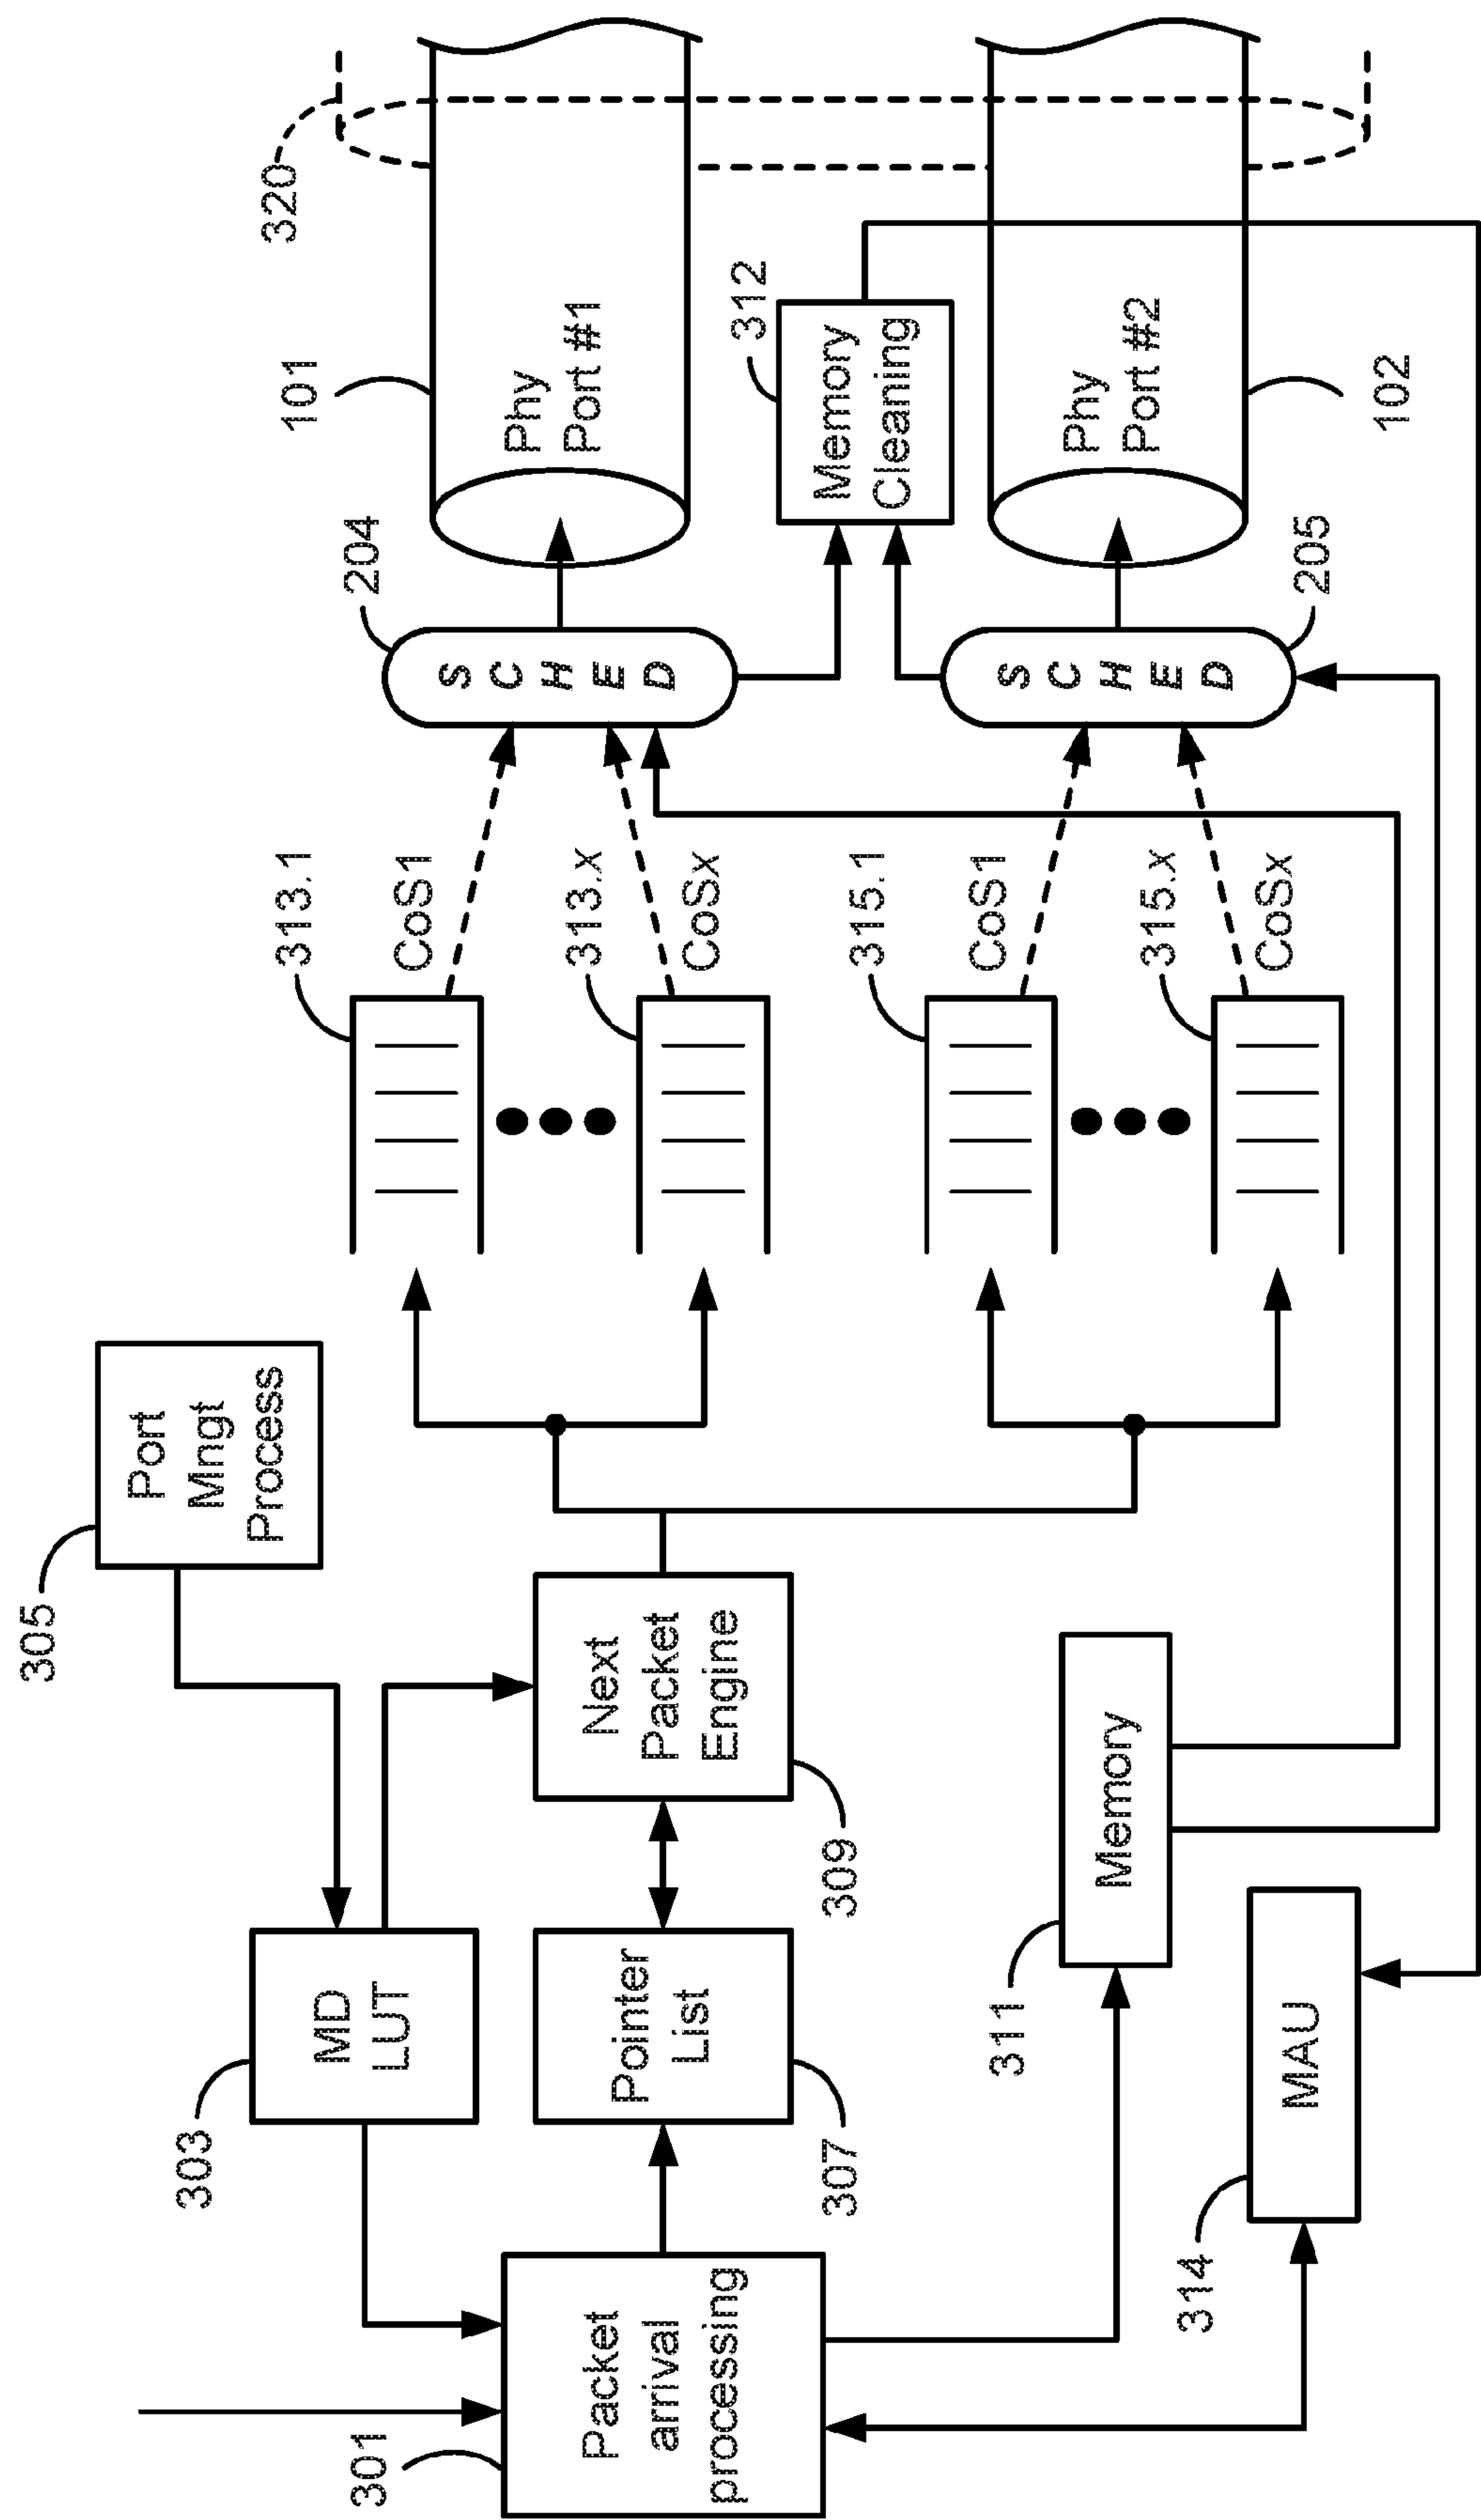 305
Port
Mngt
Process
303
MD
LUT
301
Packet
arrival
processing
307
Pointer
List
309
Next
Packet
Engine
311
Memory
314
MAU
313.1
CoS1
313.x
CoSx
315.1
CoS1
315.x
CoSx
204
SCHED
205
SCHED
312
Memory
Cleaning
101
Phy
Port #1
102
Phy
Port #2
320